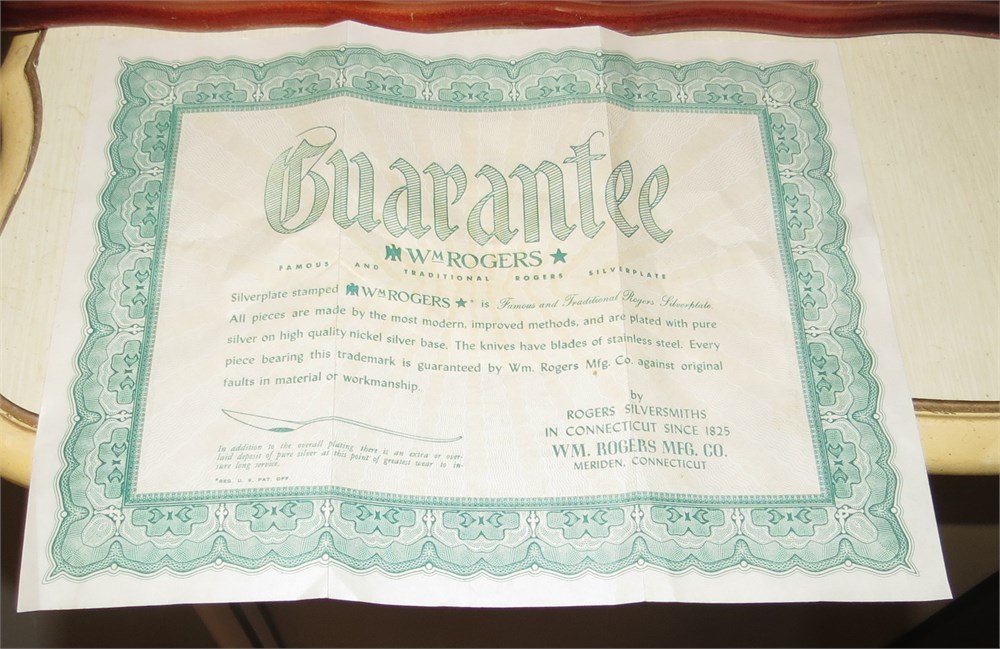 Guarantee
WM ROGERS ★
FAMOUS AND TRADITIONAL ROGERS SILVERPLATE
Silverplate stamped WM ROGERS ★* is Famous and Traditional Rogers Silverplate
All pieces are made by the most modern, improved methods, and are plated with pure
silver on high quality nickel silver base. The knives have blades of stainless steel. Every
piece bearing this trademark is guaranteed by Wm. Rogers Mfg. Co. against original
faults in material or workmanship.
by
ROGERS SILVERSMITHS
IN CONNECTICUT SINCE 1825
WM. ROGERS MFG. CO.
MERIDEN, CONNECTICUT
In addition to the overall plating there is an extra or over-
laid deposit of pure silver at this point of greatest wear to in-
sure long service.
*REG. U. S. PAT. OFF.